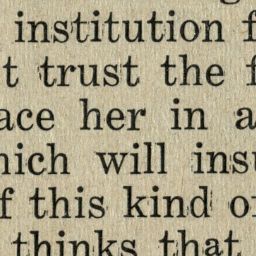 institution f
t trust the f
ace her in a
hich will insu
f this kind o
thinks that